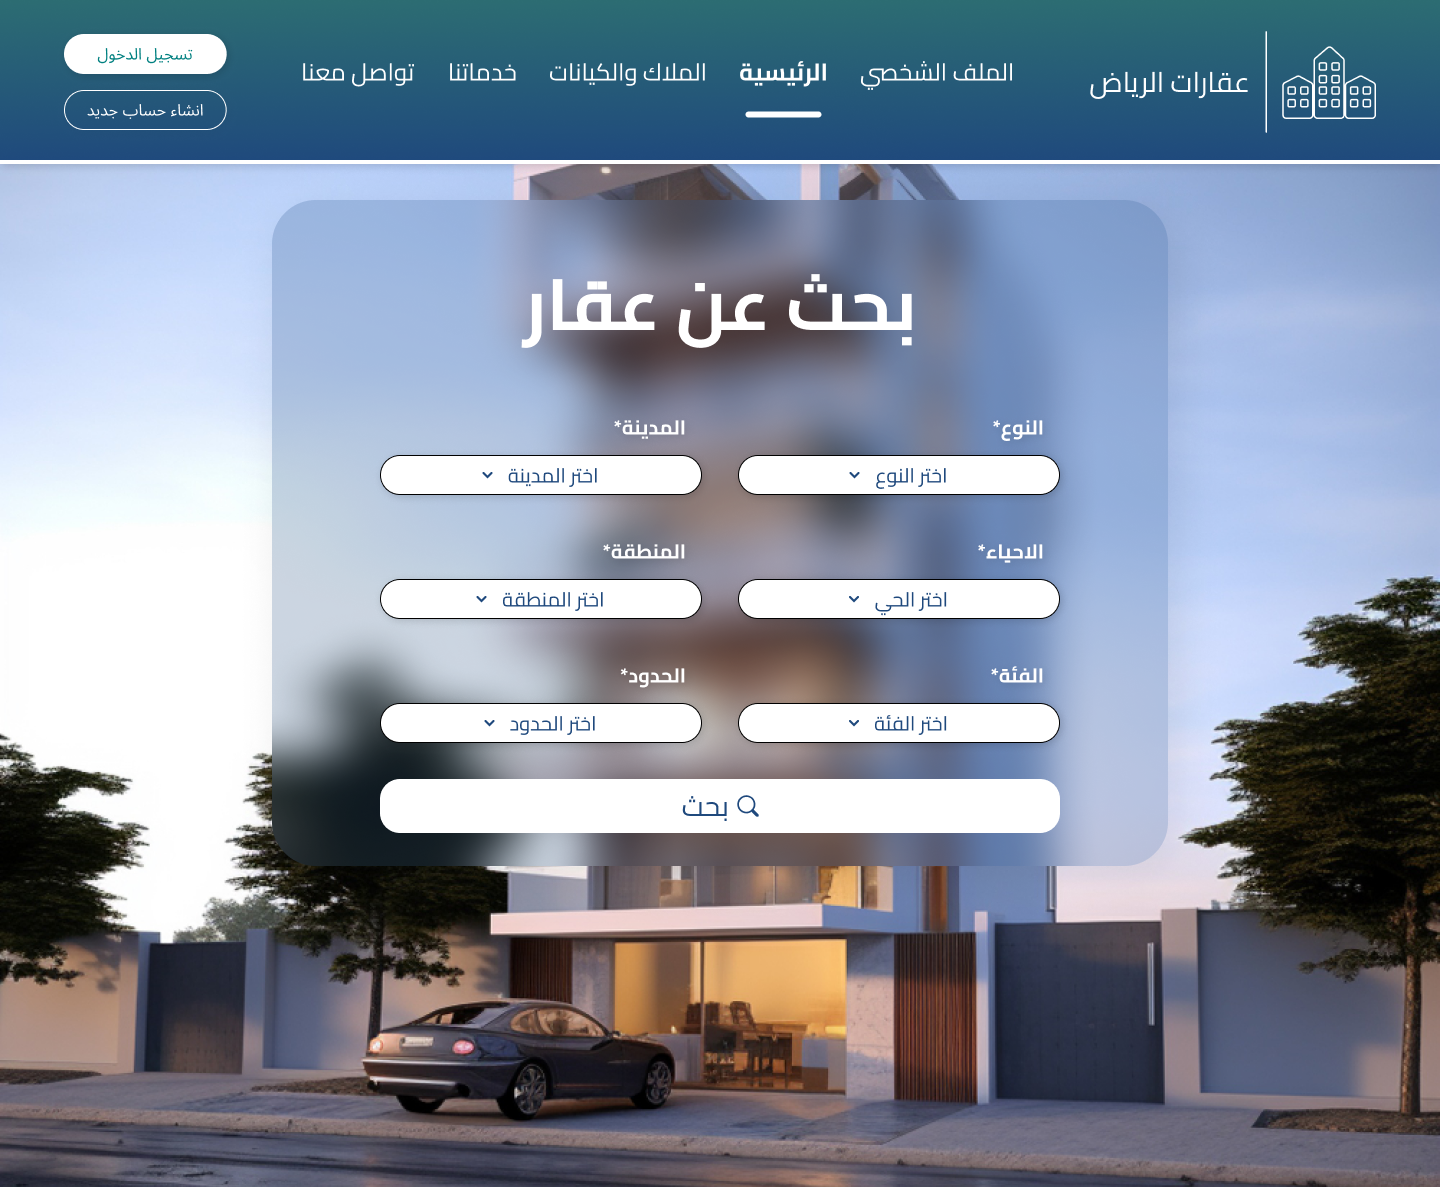 عقارات الرياض
الملف الشخصي
الرئيسية
الملاك والكيانات
خدماتنا
تواصل معنا
تسجيل الدخول
انشاء حساب جديد
بحث عن عقار
النوع*
اختر النوع
المدينة*
اختر المدينة
الاحياء*
اختر الحي
المنطقة*
اختر المنطقة
الفئة*
اختر الفئة
الحدود*
اختر الحدود
بحث